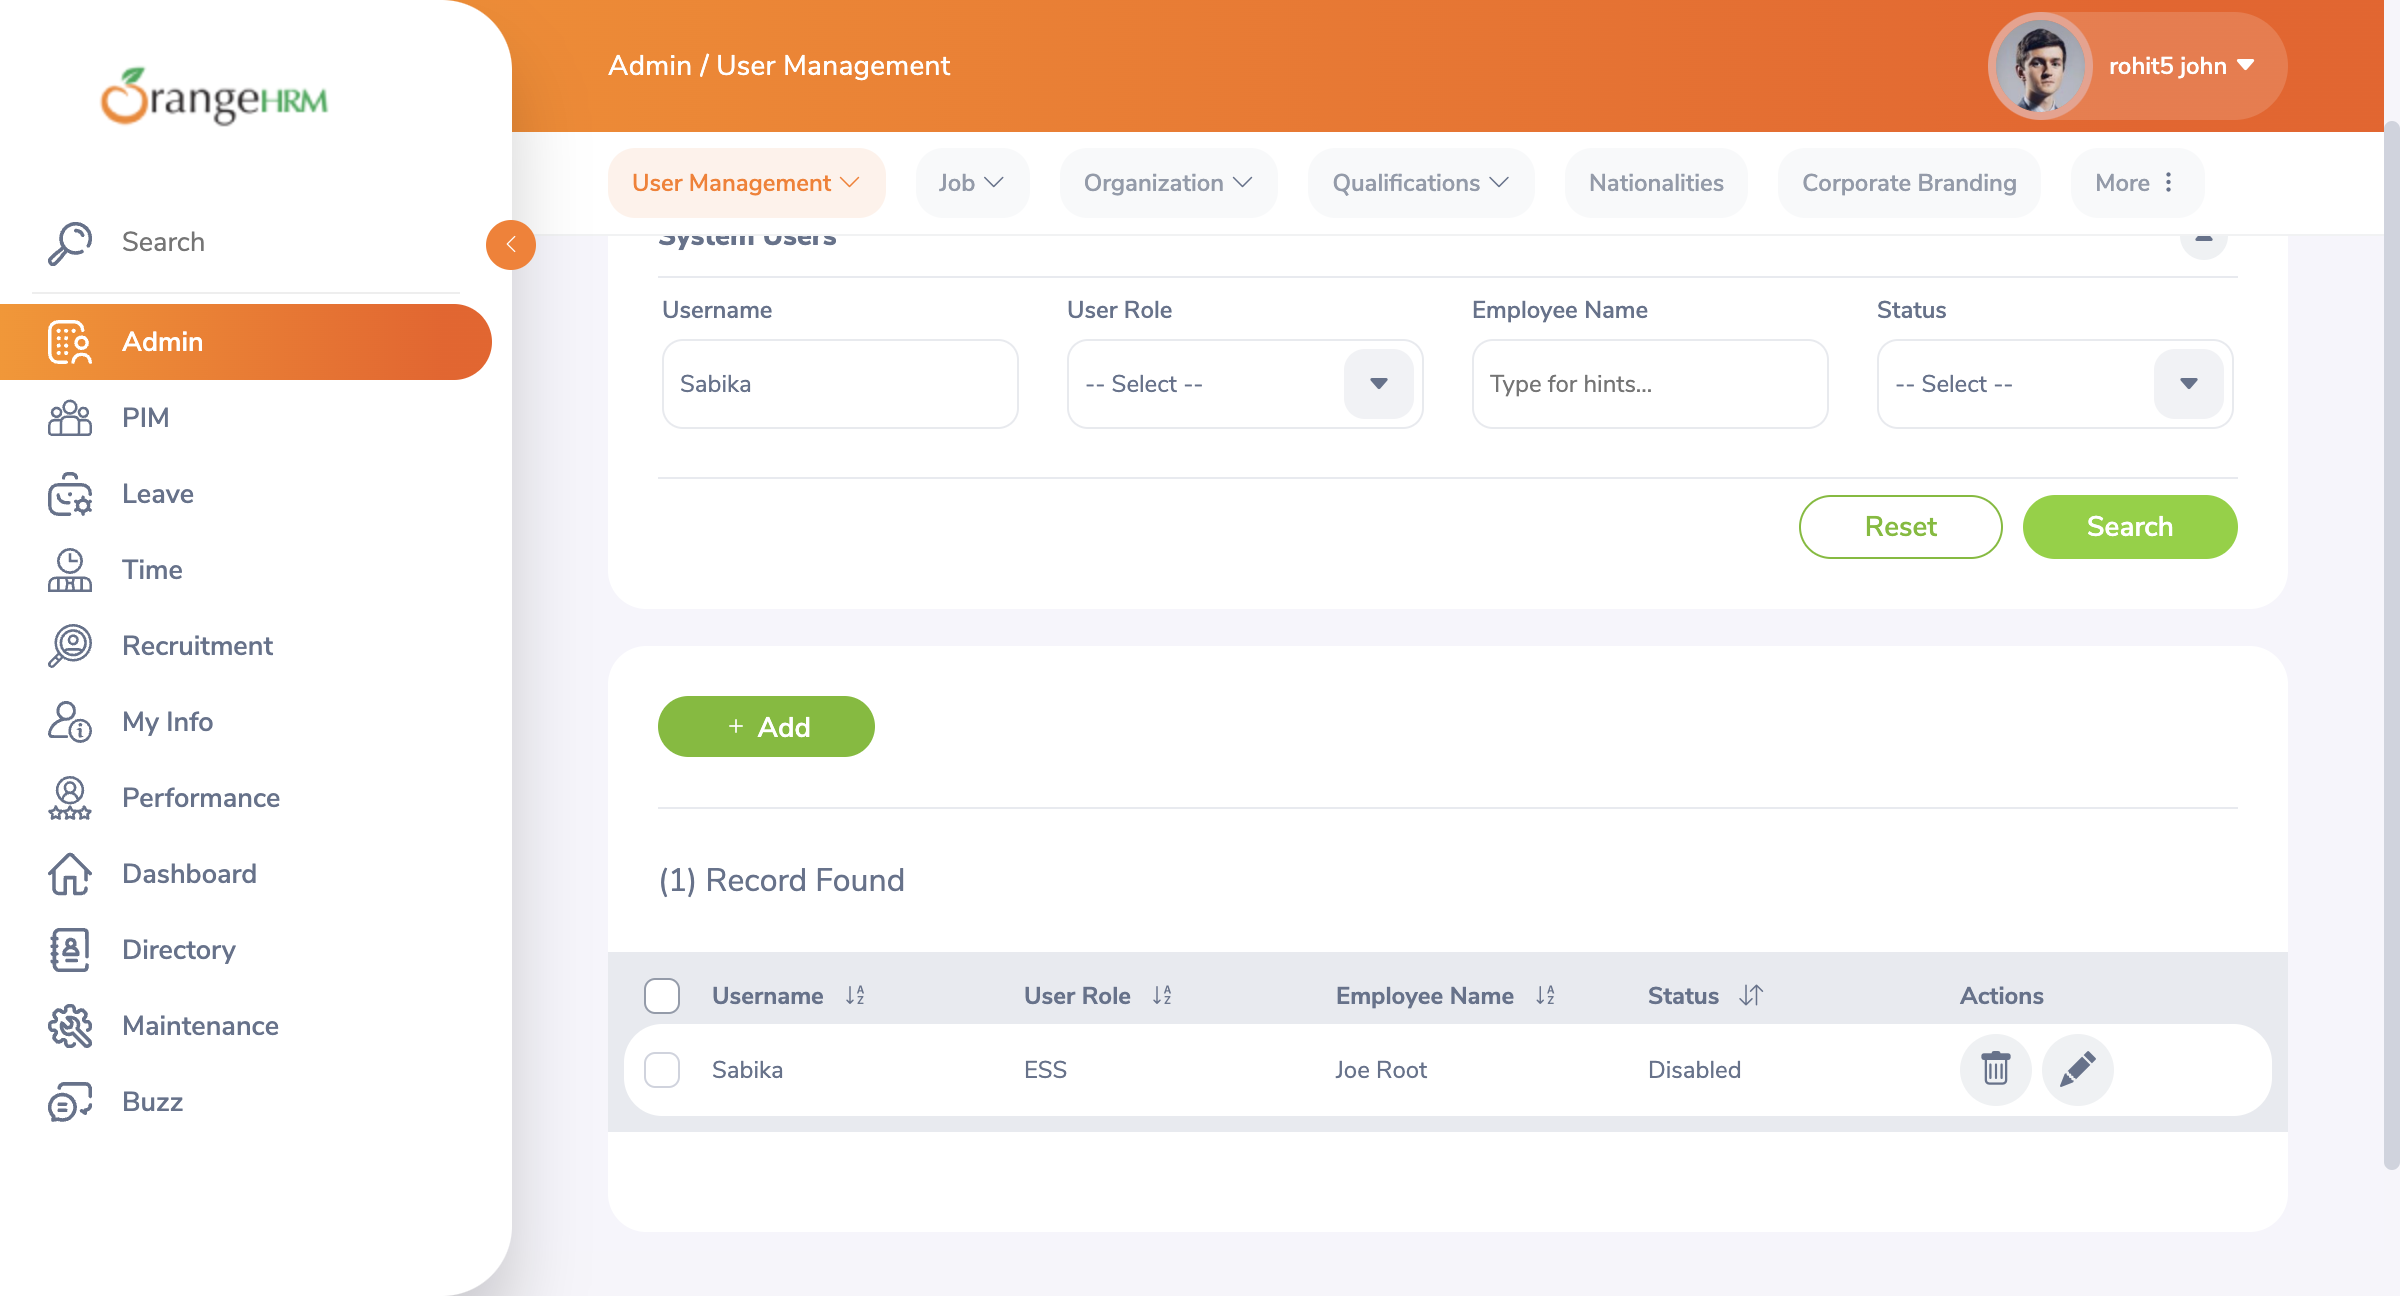 OrangeHRM
Admin / User Management
rohit5 john
User Management
Job
Organization
Qualifications
Nationalities
Corporate Branding
More
Search
Admin
PIM
Leave
Time
Recruitment
My Info
Performance
Dashboard
Directory
Maintenance
Buzz
System Users
Username
User Role
Employee Name
Status
Sabika
-- Select --
Type for hints...
-- Select --
Reset
Search
+ Add
(1) Record Found
Username
User Role
Employee Name
Status
Actions
Sabika
ESS
Joe Root
Disabled